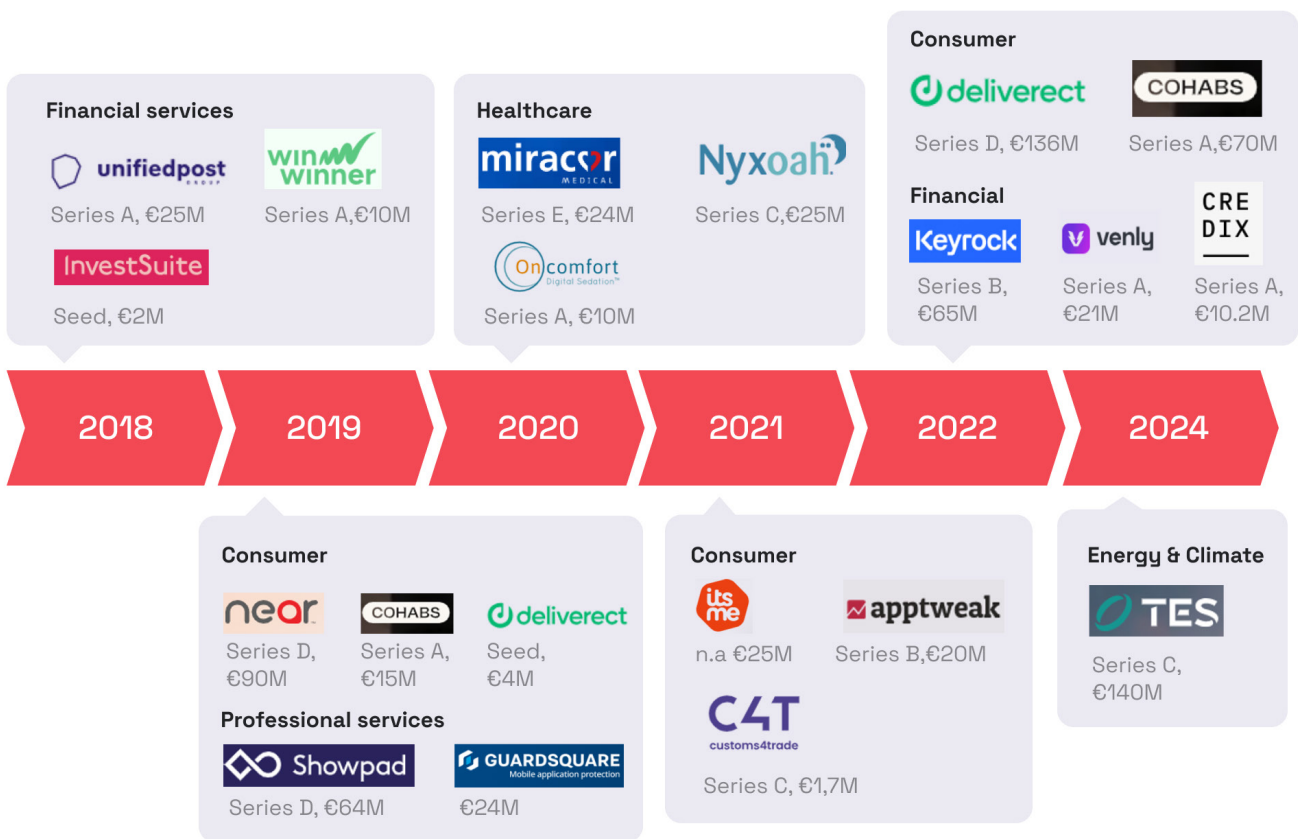 Financial services
unifiedpost
GROUP
win
winner
Series A, €25M
Series A,€10M
InvestSuite
Seed, €2M
Healthcare
miracor
MEDICAL
Nyxoah
Series E, €24M
Series C,€25M
Oncomfort
Digital Sedation™
Series A, €10M
Consumer
deliverect
COHABS
Series D, €136M
Series A,€70M
Financial
Keyrock
venly
CRE
DIX
Series B,
€65M
Series A,
€21M
Series A,
€10.2M
2018
2019
2020
2021
2022
2024
Consumer
near
COHABS
deliverect
Series D,
€90M
Series A,
€15M
Seed,
€4M
Professional services
Showpad
GUARDSQUARE
Mobile application protection
Series D, €64M
€24M
Consumer
its
me
apptweak
n.a €25M
Series B,€20M
C4T
customs4trade
Series C, €1,7M
Energy & Climate
TES
Series C,
€140M